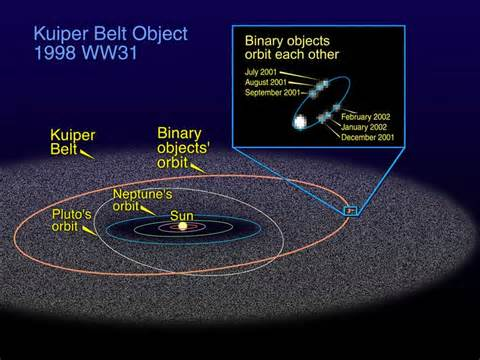 Kuiper Belt Object
1998 WW31
Binary objects
orbit each other
July 2001
August 2001
September 2001
February 2002
January 2002
December 2001
Kuiper
Belt
Binary
objects'
orbit
Neptune's
orbit
Pluto's
orbit
Sun